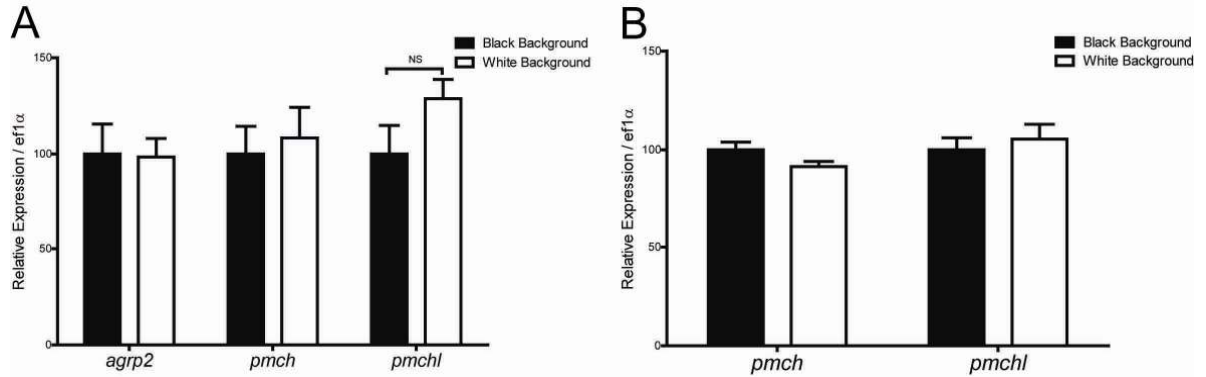 A
Black Background
White Background
NS
150
100
50
0
Relative Expression / ef1α
agrp2
pmch
pmchl
B
Black Background
White Background
150
100
50
0
Relative Expression / ef1α
pmch
pmchl